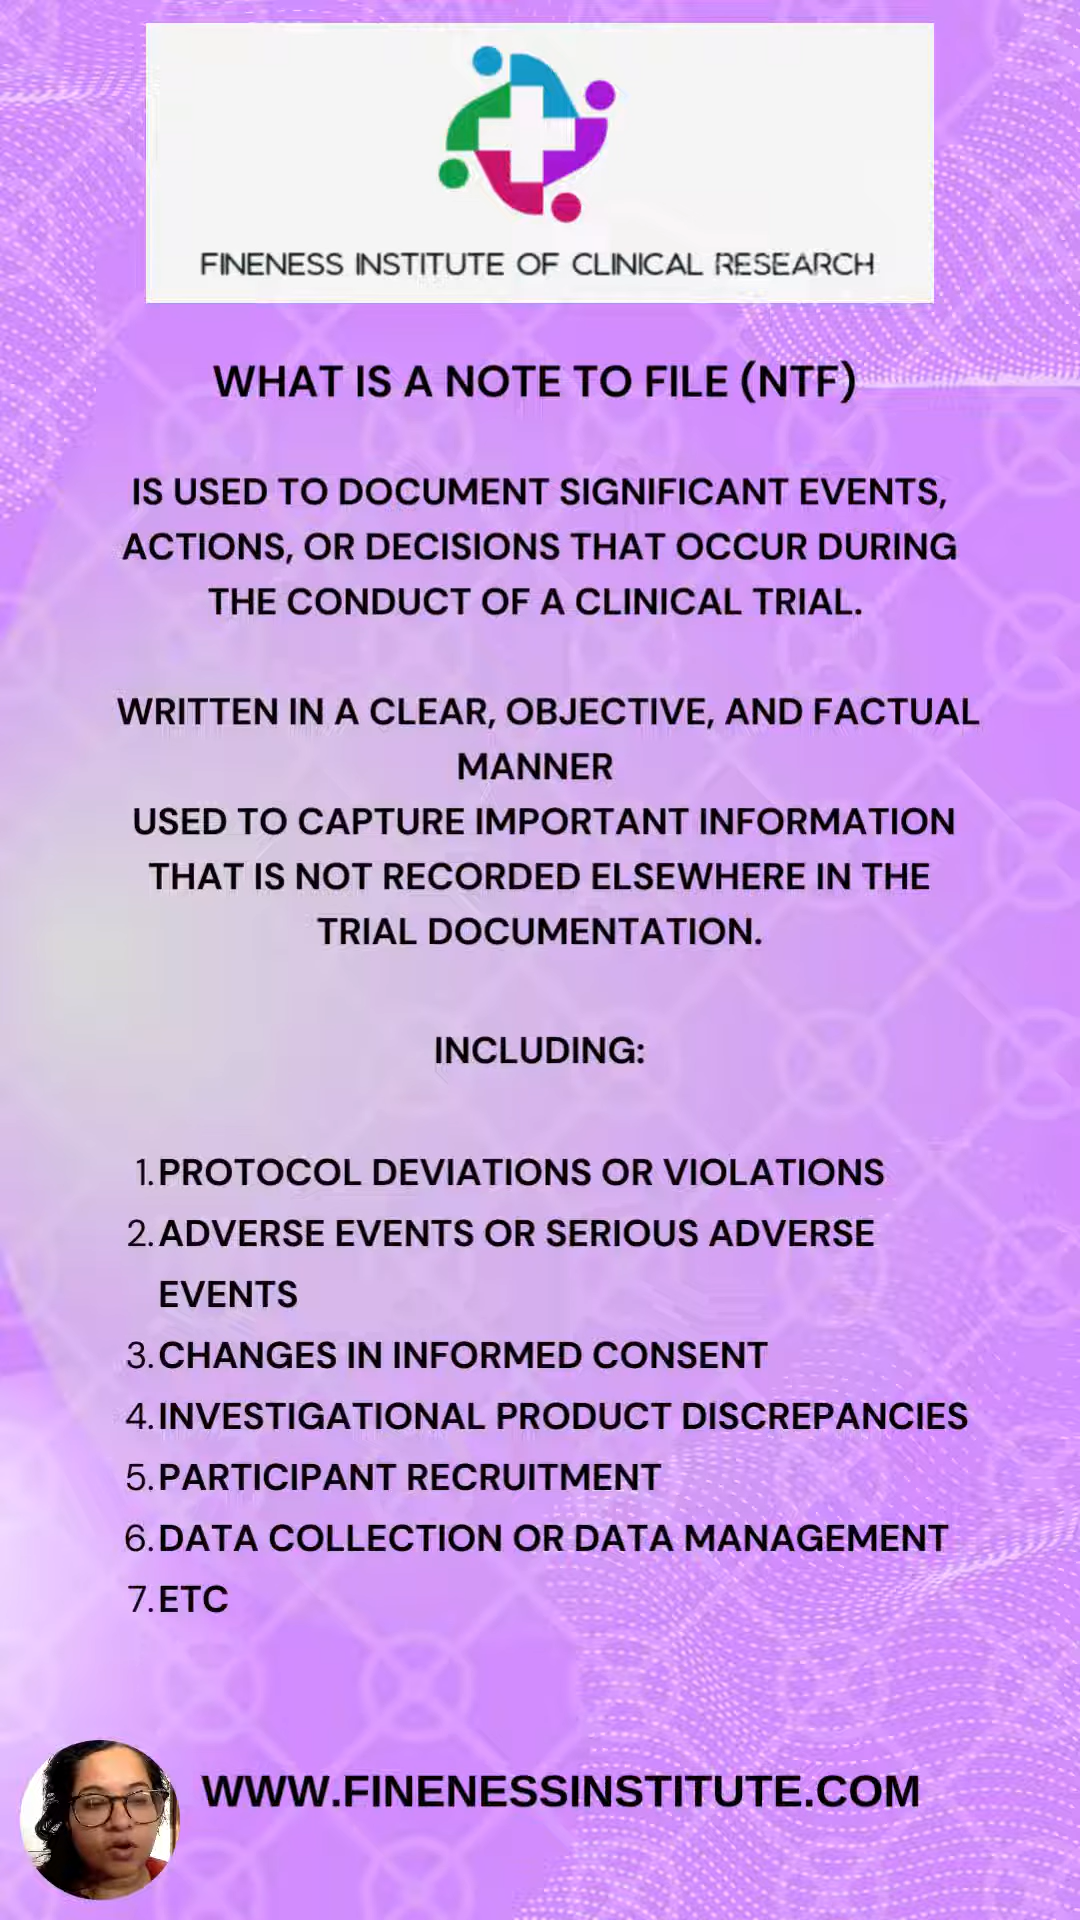 FINENESS INSTITUTE OF CLINICAL RESEARCH
WHAT IS A NOTE TO FILE (NTF)
IS USED TO DOCUMENT SIGNIFICANT EVENTS,
ACTIONS, OR DECISIONS THAT OCCUR DURING
THE CONDUCT OF A CLINICAL TRIAL.
WRITTEN IN A CLEAR, OBJECTIVE, AND FACTUAL
MANNER
USED TO CAPTURE IMPORTANT INFORMATION
THAT IS NOT RECORDED ELSEWHERE IN THE
TRIAL DOCUMENTATION.
INCLUDING:
1. PROTOCOL DEVIATIONS OR VIOLATIONS
2. ADVERSE EVENTS OR SERIOUS ADVERSE
EVENTS
3. CHANGES IN INFORMED CONSENT
4. INVESTIGATIONAL PRODUCT DISCREPANCIES
5. PARTICIPANT RECRUITMENT
6. DATA COLLECTION OR DATA MANAGEMENT
7. ETC
WWW.FINENESSINSTITUTE.COM